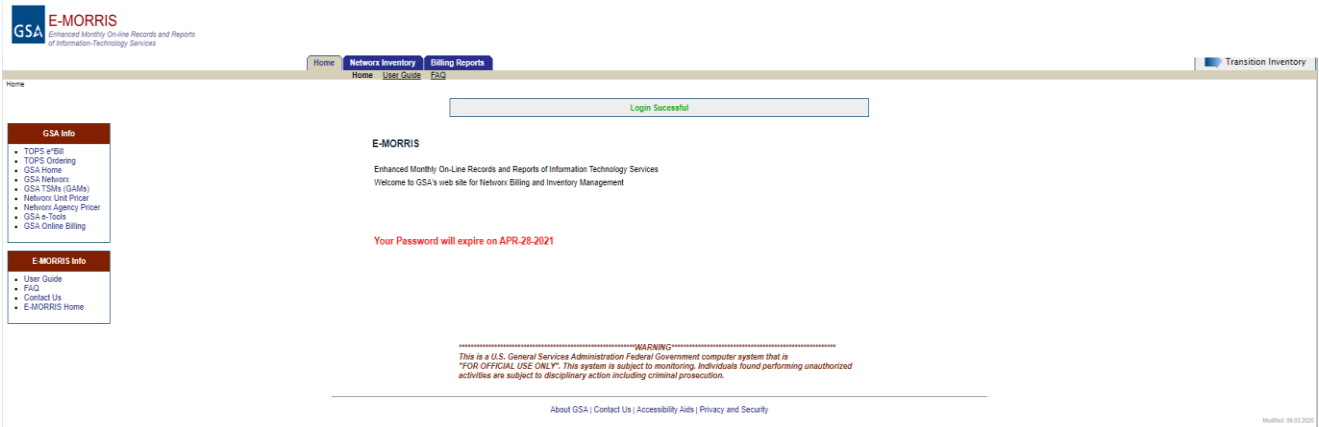 GSA
E-MORRIS
Enhanced Monthly On-line Records and Reports
of Information-Technology Services
Home Networx Inventory Billing Reports
Transition Inventory
Home User Guide FAQ
Home
Login Sucessful
GSA Info
TOPS e*Bill
TOPS Ordering
GSA Home
GSA Networx
GSA TSMs (GAMs)
Networx Unit Pricer
Networx Agency Pricer
GSA e-Tools
GSA Online Billing
E-MORRIS Info
User Guide
FAQ
Contact Us
E-MORRIS Home
E-MORRIS
Enhanced Monthly On-Line Records and Reports of Information Technology Services
Welcome to GSA's web site for Networx Billing and Inventory Management
Your Password will expire on APR-28-2021
***********************************************************WARNING*******************************************************
This is a U.S. General Services Administration Federal Government computer system that is
"FOR OFFICIAL USE ONLY". This system is subject to monitoring. Individuals found performing unauthorized
activities are subject to disciplinary action including criminal prosecution.
About GSA | Contact Us | Accessibility Aids | Privacy and Security
Modified: 09.03.2020